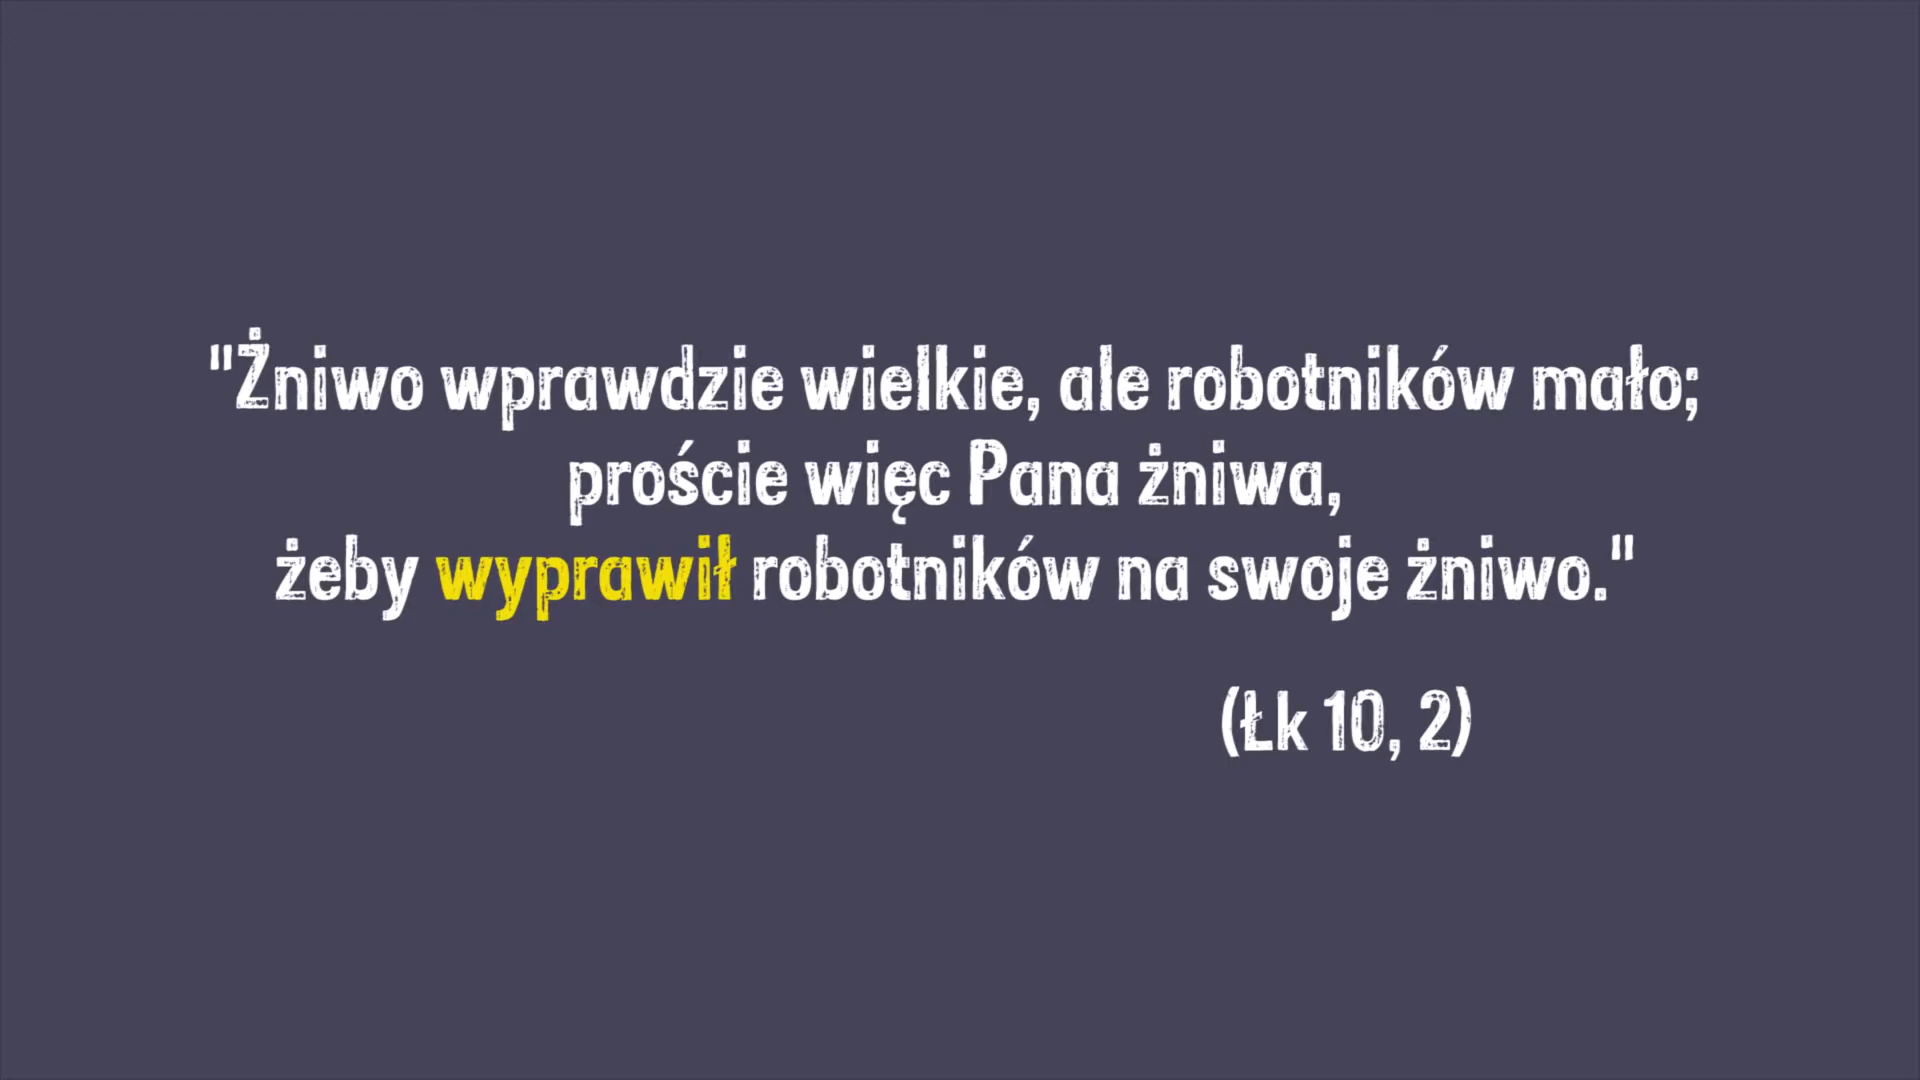 "Żniwo wprawdzie wielkie, ale robotników mało;
proście więc Pana żniwa,
żeby wyprawił robotników na swoje żniwo."
(Łk 10, 2)